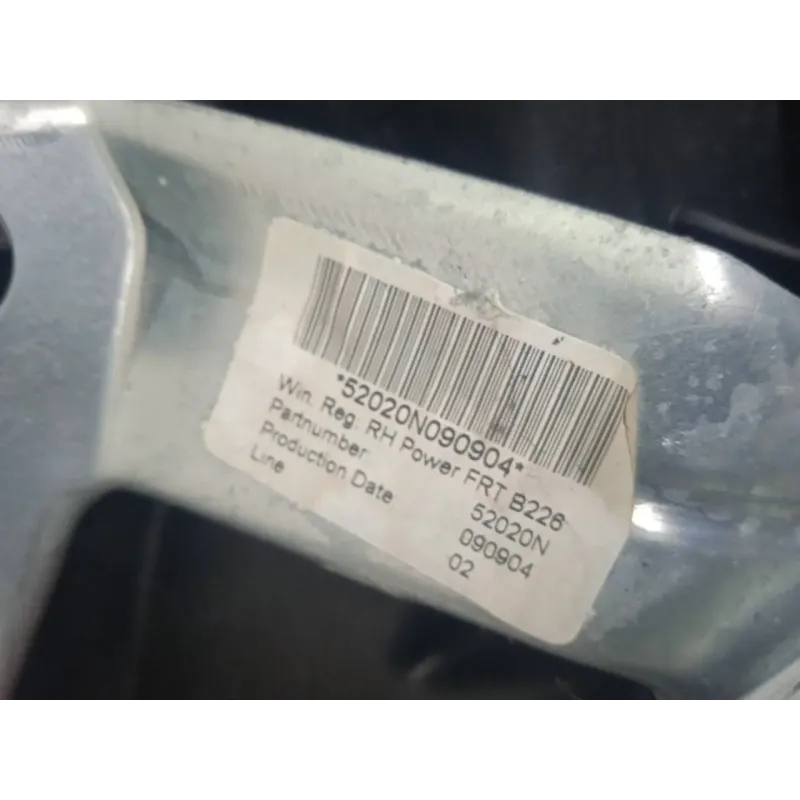 *52020N090904*
Win. Reg. RH Power FRT B226
Partnumber: 52020N
Production Date 090904
Line 02